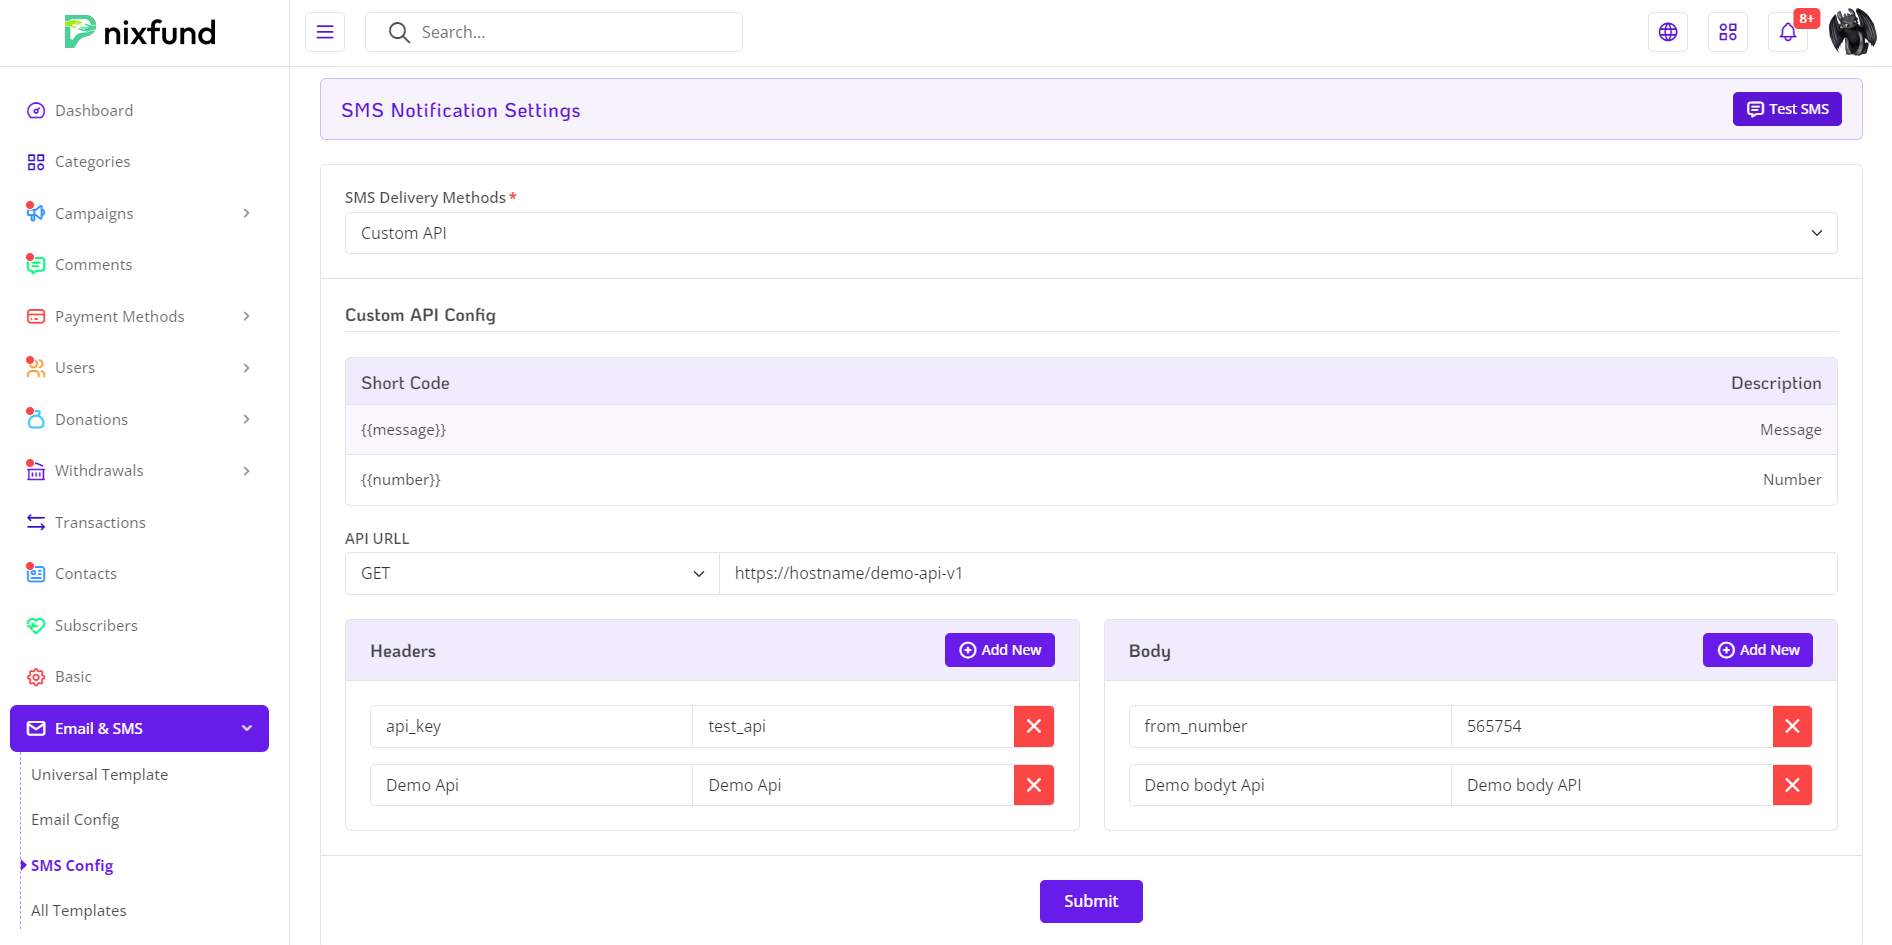 nixfund
Search...
8+
Dashboard
Categories
Campaigns
Comments
Payment Methods
Users
Donations
Withdrawals
Transactions
Contacts
Subscribers
Basic
Email & SMS
Universal Template
Email Config
SMS Config
All Templates
SMS Notification Settings
Test SMS
SMS Delivery Methods *
Custom API
Custom API Config
Short Code Description
{{message}} Message
{{number}} Number
API URLL
GET https://hostname/demo-api-v1
Headers Add New
api_key test_api
Demo Api Demo Api
Body Add New
from_number 565754
Demo bodyt Api Demo body API
Submit